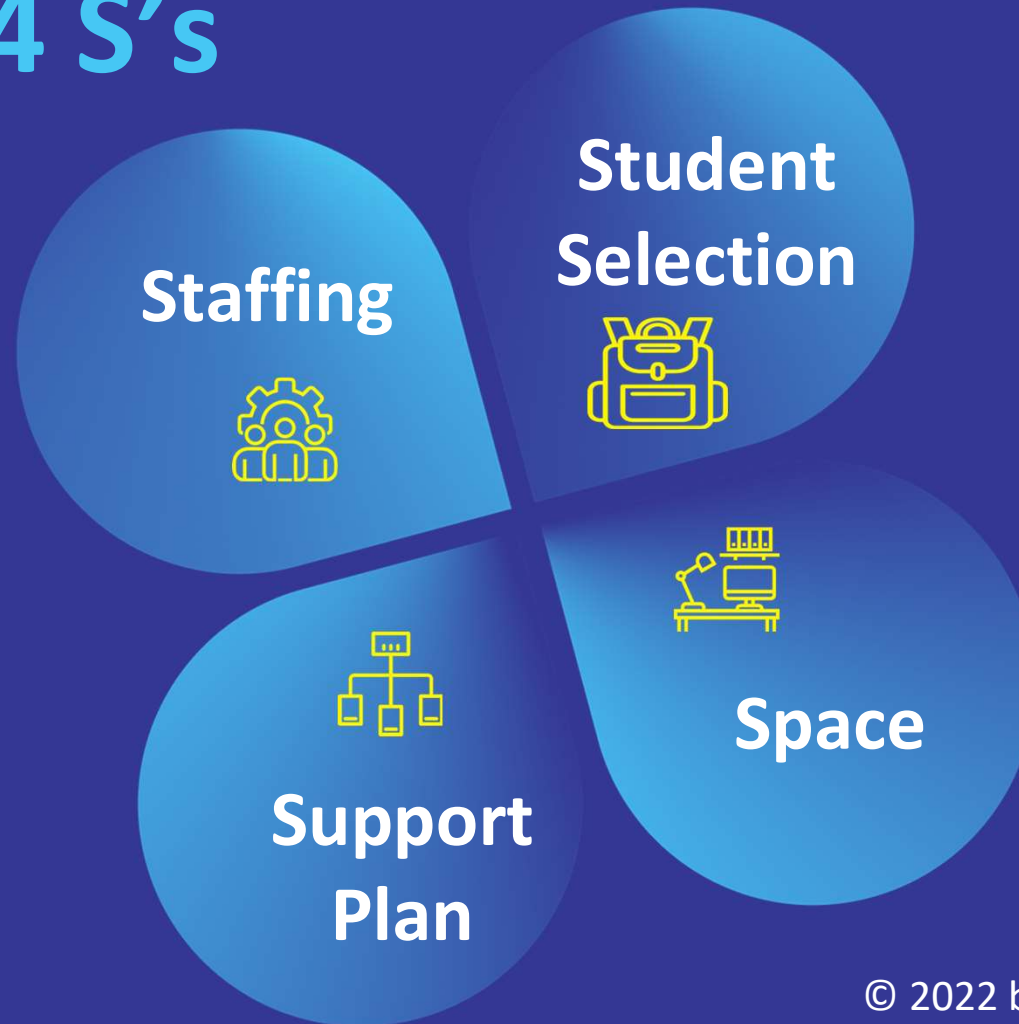 4 S’s
Student
Selection
Staffing
Space
Support
Plan
© 2022 b